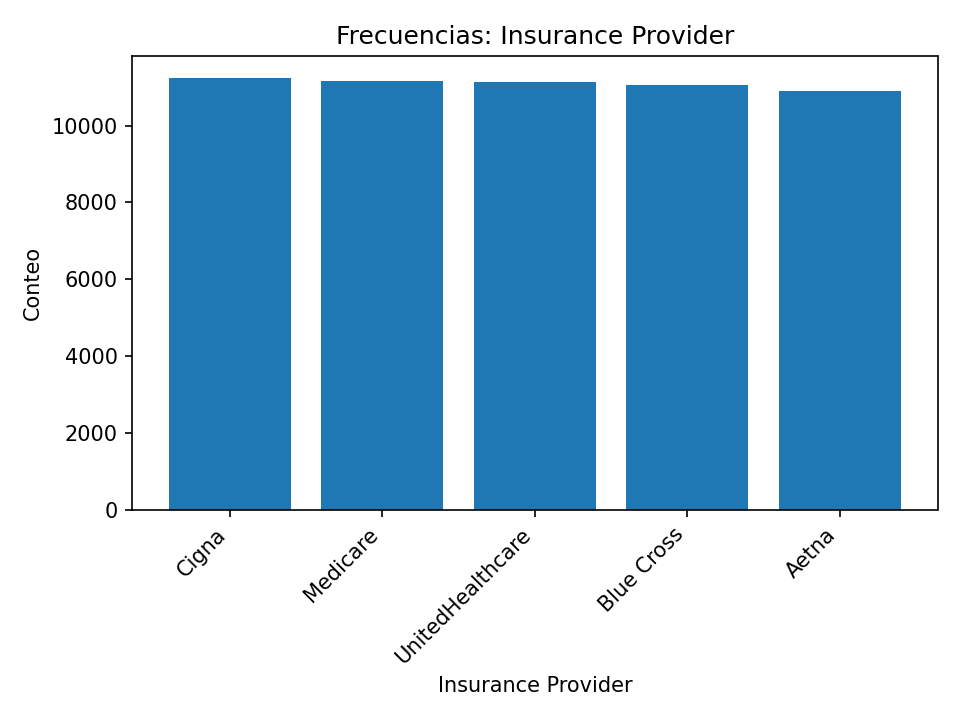 Frecuencias: Insurance Provider
Conteo
10000
8000
6000
4000
2000
0
Cigna
Medicare
UnitedHealthcare
Blue Cross
Aetna
Insurance Provider